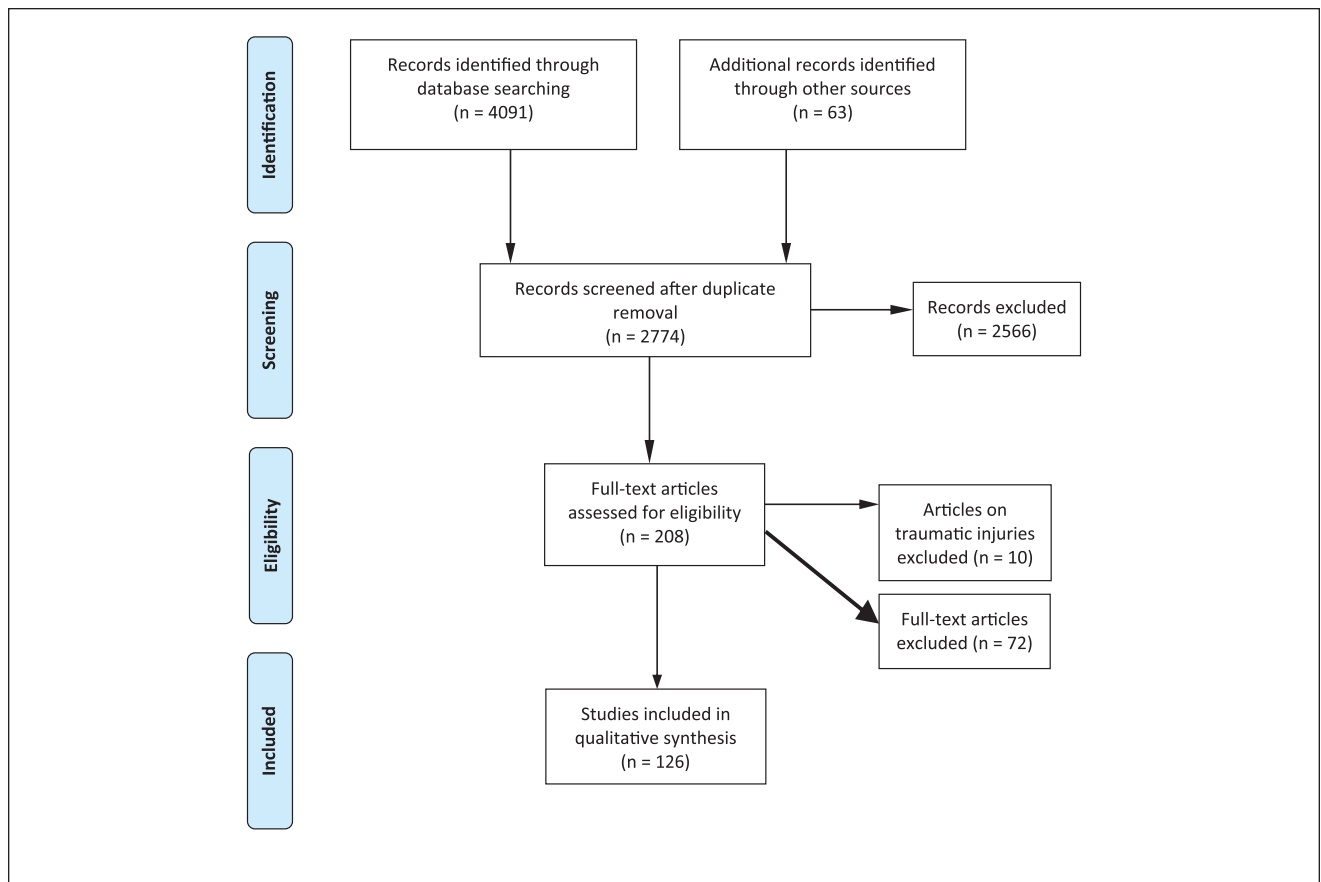 Identification
Records identified through
database searching
(n = 4091)
Additional records identified
through other sources
(n = 63)
Screening
Records screened after duplicate
removal
(n = 2774)
Records excluded
(n = 2566)
Eligibility
Full-text articles
assessed for eligibility
(n = 208)
Articles on
traumatic injuries
excluded (n = 10)
Full-text articles
excluded (n = 72)
Included
Studies included in
qualitative synthesis
(n = 126)